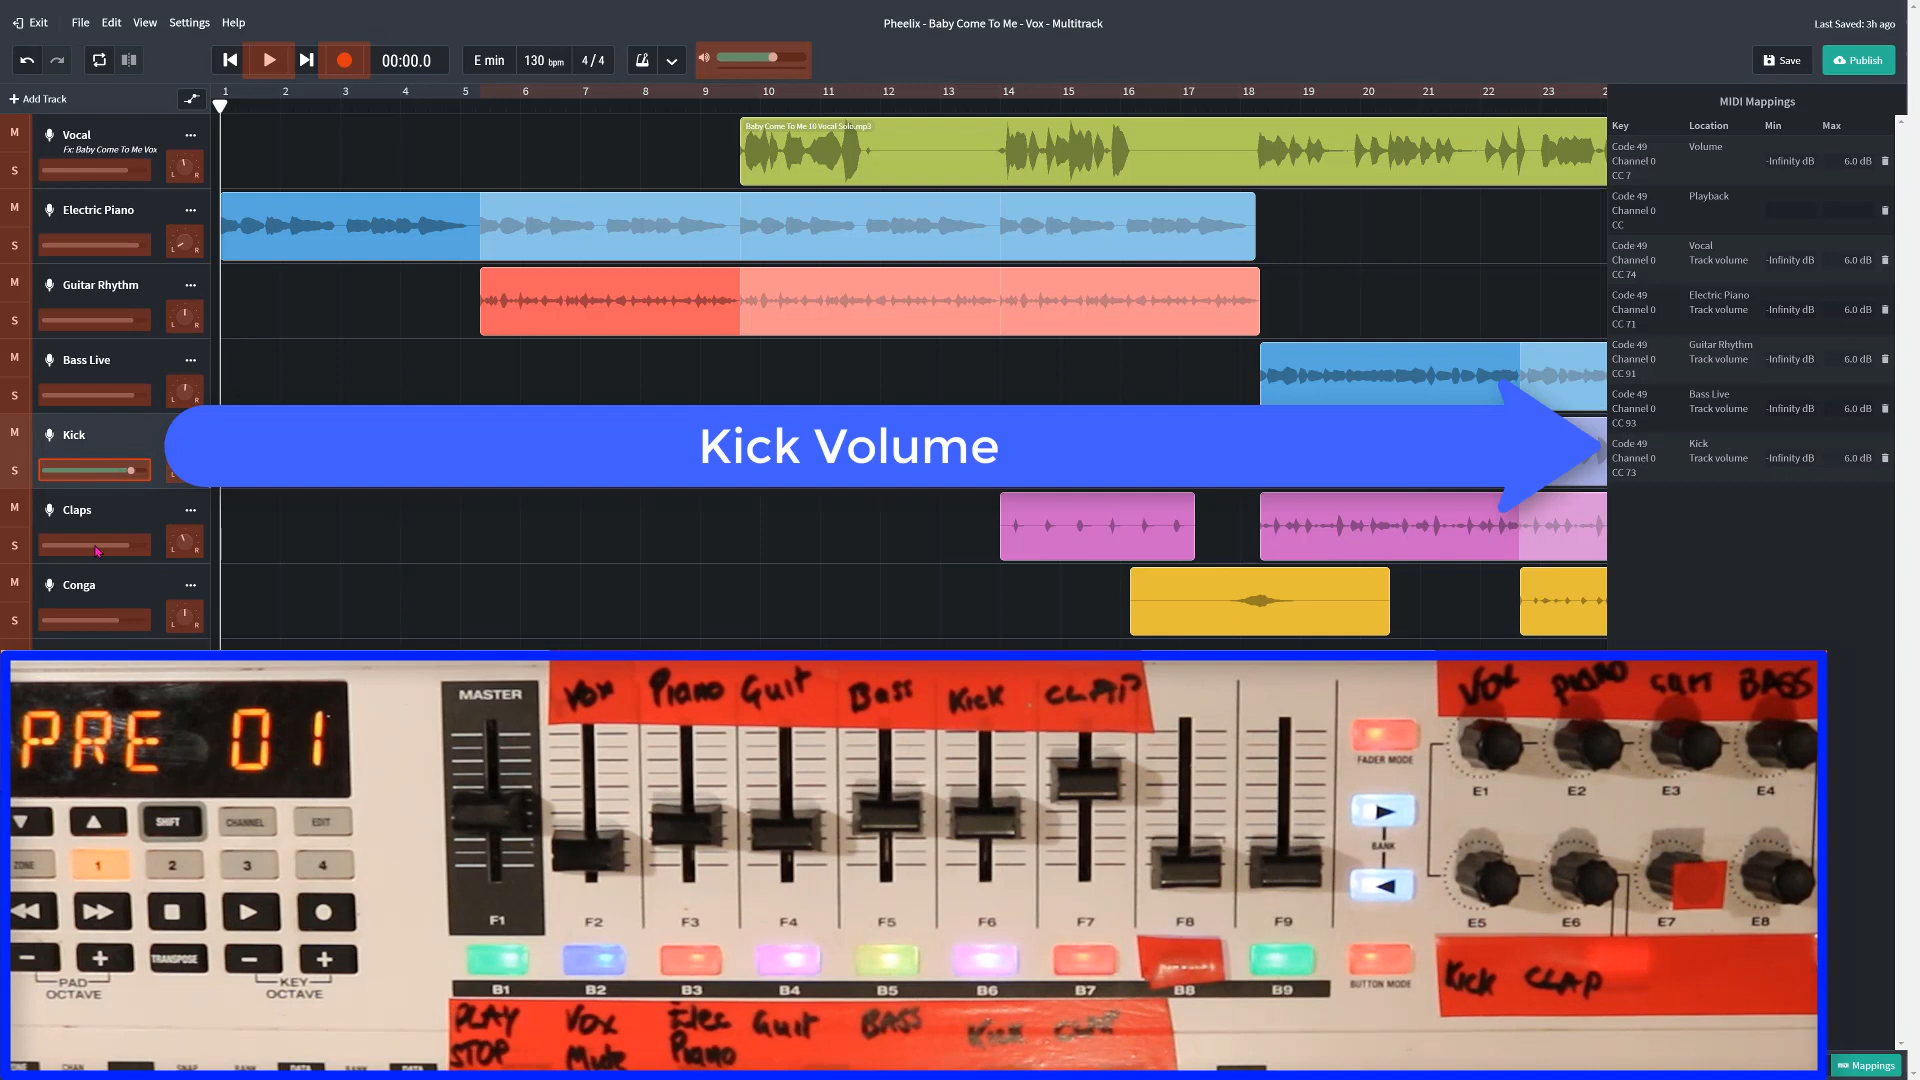 Exit File Edit View Settings Help
Pheelix - Baby Come To Me - Vox - Multitrack
Last Saved: 3h ago
00:00.0
E min 130 bpm 4 / 4
Save
Publish
Add Track
1 2 3 4 5 6 7 8 9 10 11 12 13 14 15 16 17 18 19 20 21 22 23
M Vocal
Fx: Baby Come To Me Vox
S L R
Baby Come To Me 10 Vocal Solo.mp3
M Electric Piano
S L R
M Guitar Rhythm
S L R
M Bass Live
S L R
M Kick
S
M Claps
S L R
M Conga
S L R
Kick Volume
MIDI Mappings
Key Location Min Max
Code 49 Volume
Channel 0 -Infinity dB 6.0 dB
CC 7
Code 49 Playback
Channel 0
CC
Code 49 Vocal
Channel 0 Track volume -Infinity dB 6.0 dB
CC 74
Code 49 Electric Piano
Channel 0 Track volume -Infinity dB 6.0 dB
CC 71
Code 49 Guitar Rhythm
Channel 0 Track volume -Infinity dB 6.0 dB
CC 91
Code 49 Bass Live
Channel 0 Track volume -Infinity dB 6.0 dB
CC 93
Code 49 Kick
Channel 0 Track volume -Infinity dB 6.0 dB
CC 73
PRE 01
SHIFT CHANNEL EDIT
ZONE 1 2 3 4
TRANSPOSE
PAD OCTAVE
KEY OCTAVE
MASTER
Vox Piano Guit Bass Kick CLAP
F1 F2 F3 F4 F5 F6 F7 F8 F9
B1 B2 B3 B4 B5 B6 B7 B8 B9
PLAY STOP
Vox Mute
Elec Piano
Guit
BASS
Kick
CLAP
FADER MODE
BANK
BUTTON MODE
VOX PIANO GUIT BASS
E1 E2 E3 E4
E5 E6 E7 E8
Kick CLAP
Mappings